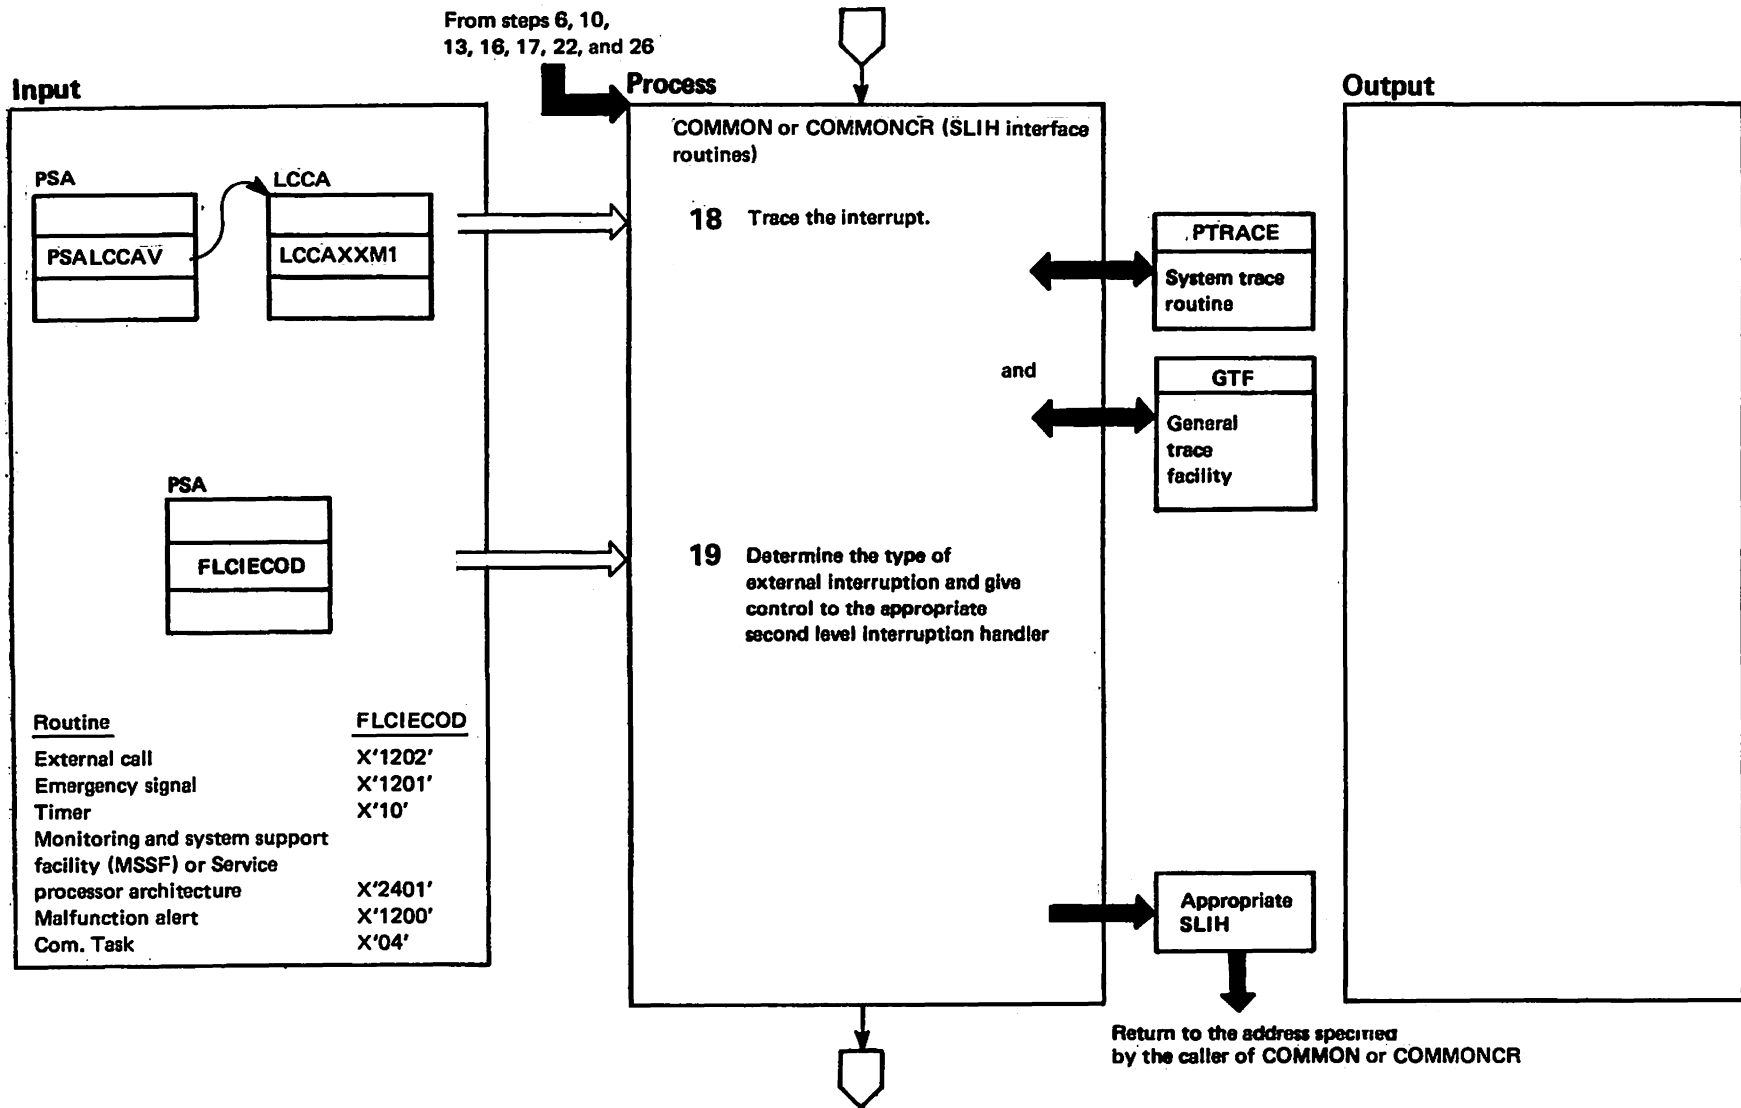 From steps 6, 10,
13, 16, 17, 22, and 26
Input
Process
Output
PSA
LCCA
PSALCCAV
LCCAXXM1
PSA
FLCIECOD
Routine FLCIECOD
External call X'1202'
Emergency signal X'1201'
Timer X'10'
Monitoring and system support
facility (MSSF) or Service
processor architecture X'2401'
Malfunction alert X'1200'
Com. Task X'04'
COMMON or COMMONCR (SLIH interface
routines)
18 Trace the interrupt.
PTRACE
System trace
routine
and
GTF
General
trace
facility
19 Determine the type of
external interruption and give
control to the appropriate
second level interruption handler
Appropriate
SLIH
Return to the address specified
by the caller of COMMON or COMMONCR